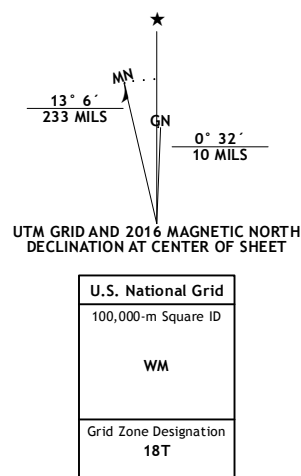 ★
MN
13° 6´
233 MILS
GN
0° 32´
10 MILS
UTM GRID AND 2016 MAGNETIC NORTH
DECLINATION AT CENTER OF SHEET
U.S. National Grid
100,000-m Square ID
WM
Grid Zone Designation
18T